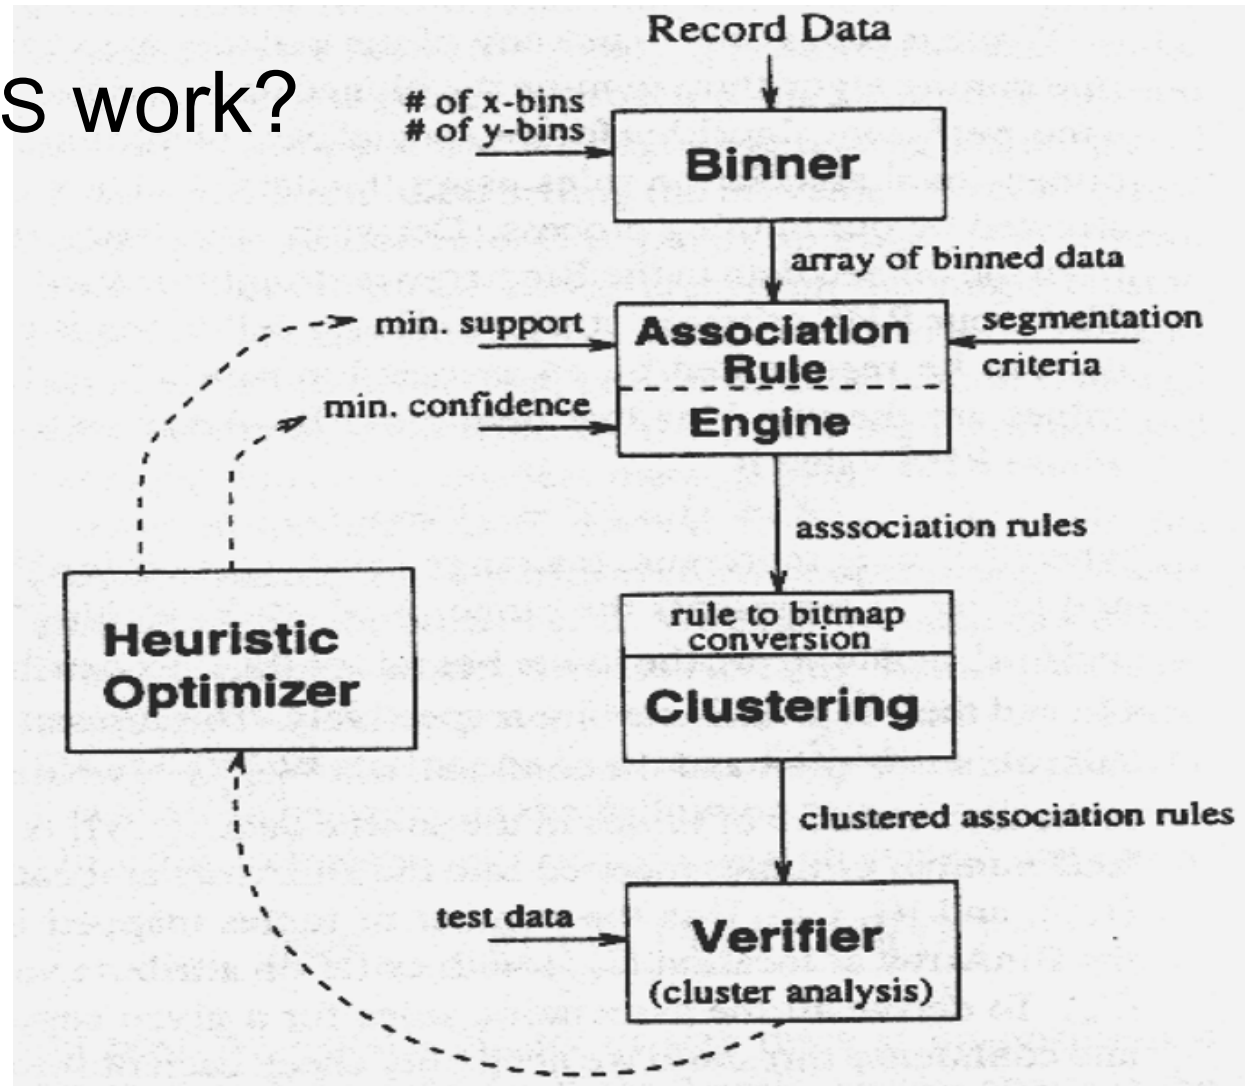 S work?
Record Data
# of x-bins
# of y-bins
Binner
array of binned data
min. support
Association
Rule
segmentation
criteria
min. confidence
Engine
asssociation rules
rule to bitmap
conversion
Clustering
Heuristic
Optimizer
clustered association rules
test data
Verifier
(cluster analysis)